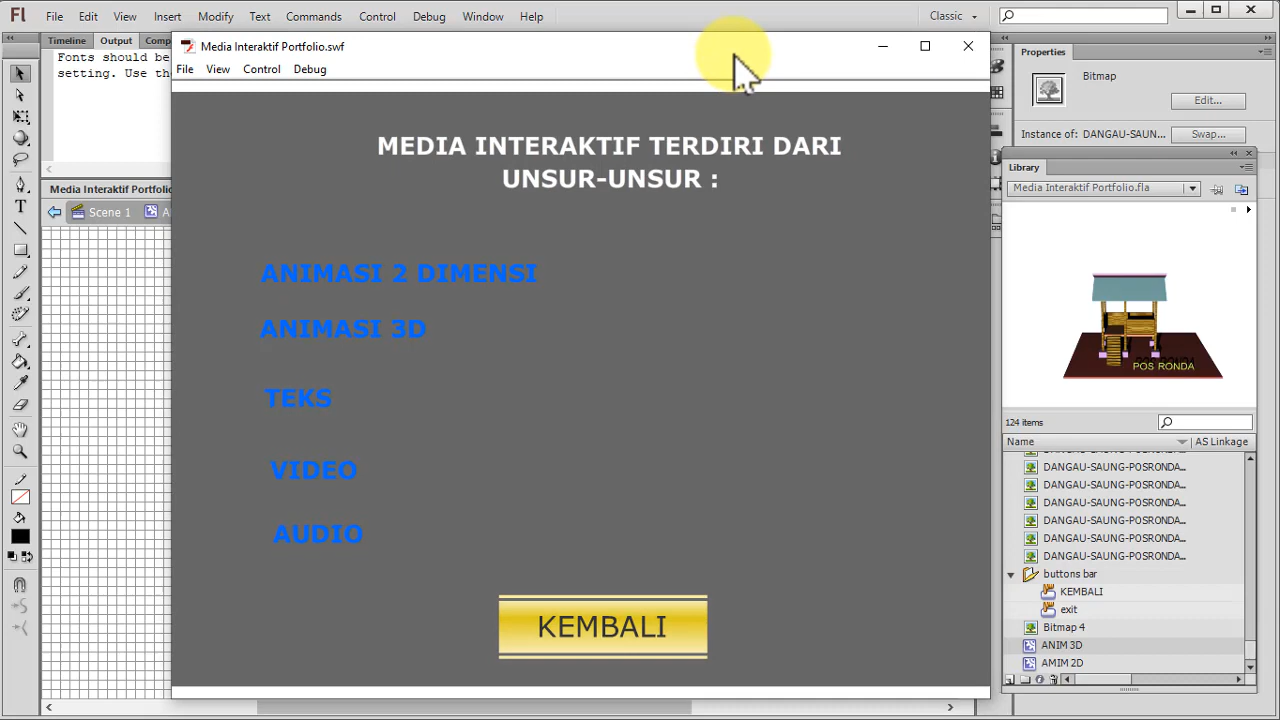 Fl File Edit View Insert Modify Text Commands Control Debug Window Help Classic
Timeline Output Comp
Fonts should be
setting. Use th
Media Interaktif Portfolio.swf
File View Control Debug
MEDIA INTERAKTIF TERDIRI DARI
UNSUR-UNSUR :
ANIMASI 2 DIMENSI
ANIMASI 3D
TEKS
VIDEO
AUDIO
KEMBALI
Media Interaktif Portfolio
Scene 1
Properties
Bitmap
Edit...
Instance of: DANGAU-SAUN... Swap...
Library
Media Interaktif Portfolio.fla
POS RONDA
124 items
Name AS Linkage
DANGAU-SAUNG-POSRONDA...
DANGAU-SAUNG-POSRONDA...
DANGAU-SAUNG-POSRONDA...
DANGAU-SAUNG-POSRONDA...
DANGAU-SAUNG-POSRONDA...
DANGAU-SAUNG-POSRONDA...
buttons bar
KEMBALI
exit
Bitmap 4
ANIM 3D
AMIM 2D